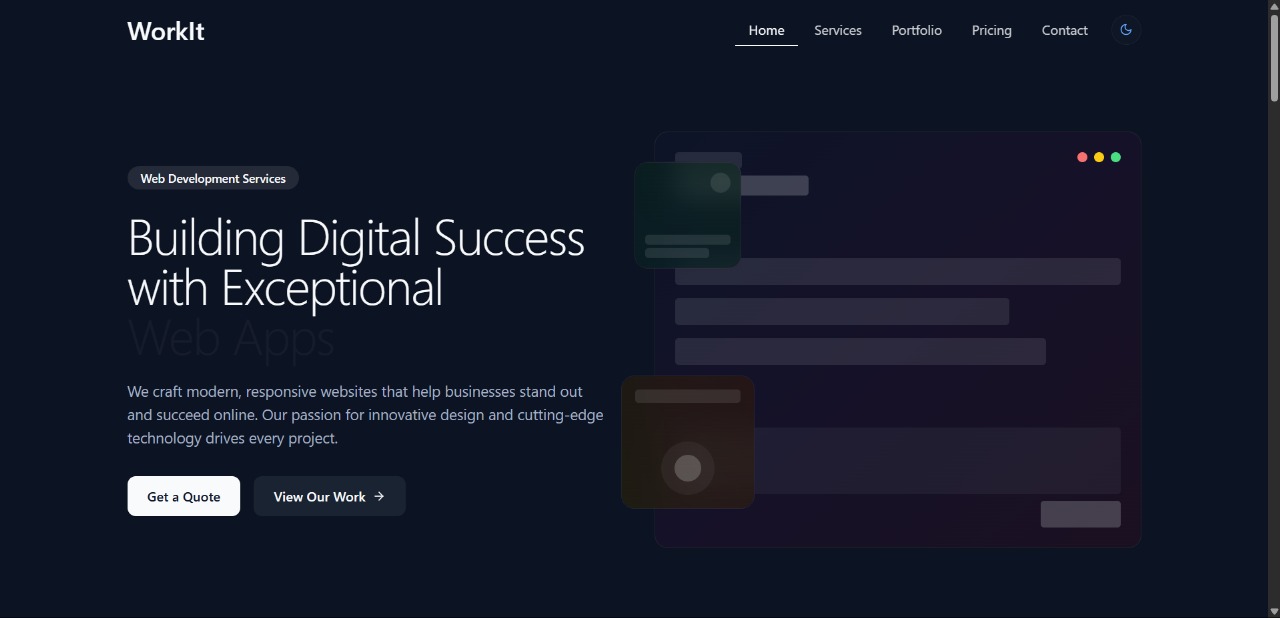 WorkIt
Home Services Portfolio Pricing Contact
Web Development Services
Building Digital Success
with Exceptional
Web Apps
We craft modern, responsive websites that help businesses stand out
and succeed online. Our passion for innovative design and cutting-edge
technology drives every project.
Get a Quote View Our Work →